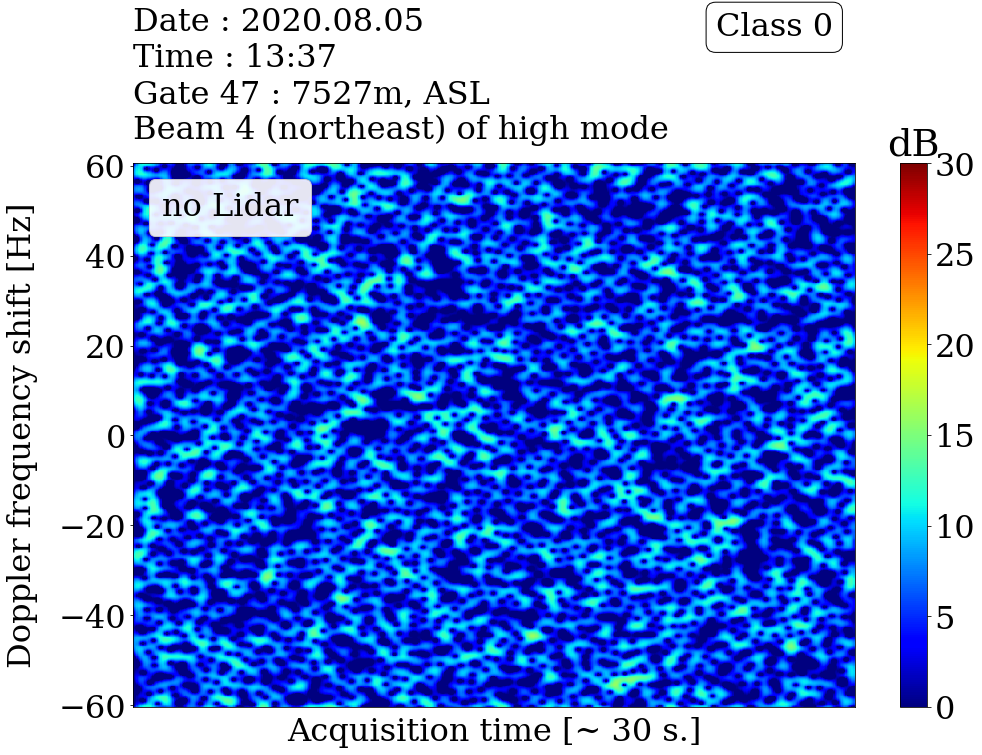 Date : 2020.08.05
Class 0
Time : 13:37
Gate 47 : 7527m, ASL
Beam 4 (northeast) of high mode
dB
no Lidar
Doppler frequency shift [Hz]
60
40
20
0
−20
−40
−60
30
25
20
15
10
5
0
Acquisition time [~ 30 s.]